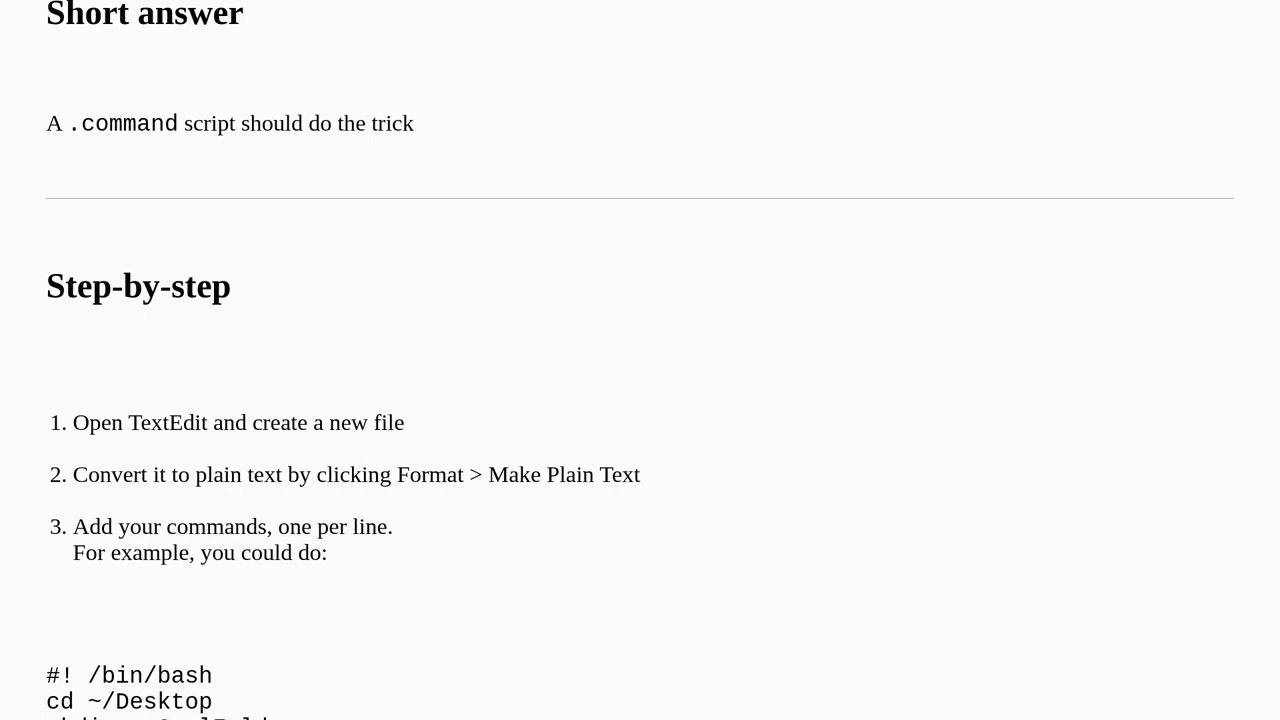 Short answer
A .command script should do the trick
Step-by-step
1. Open TextEdit and create a new file
2. Convert it to plain text by clicking Format > Make Plain Text
3. Add your commands, one per line.
For example, you could do:
#! /bin/bash
cd ~/Desktop